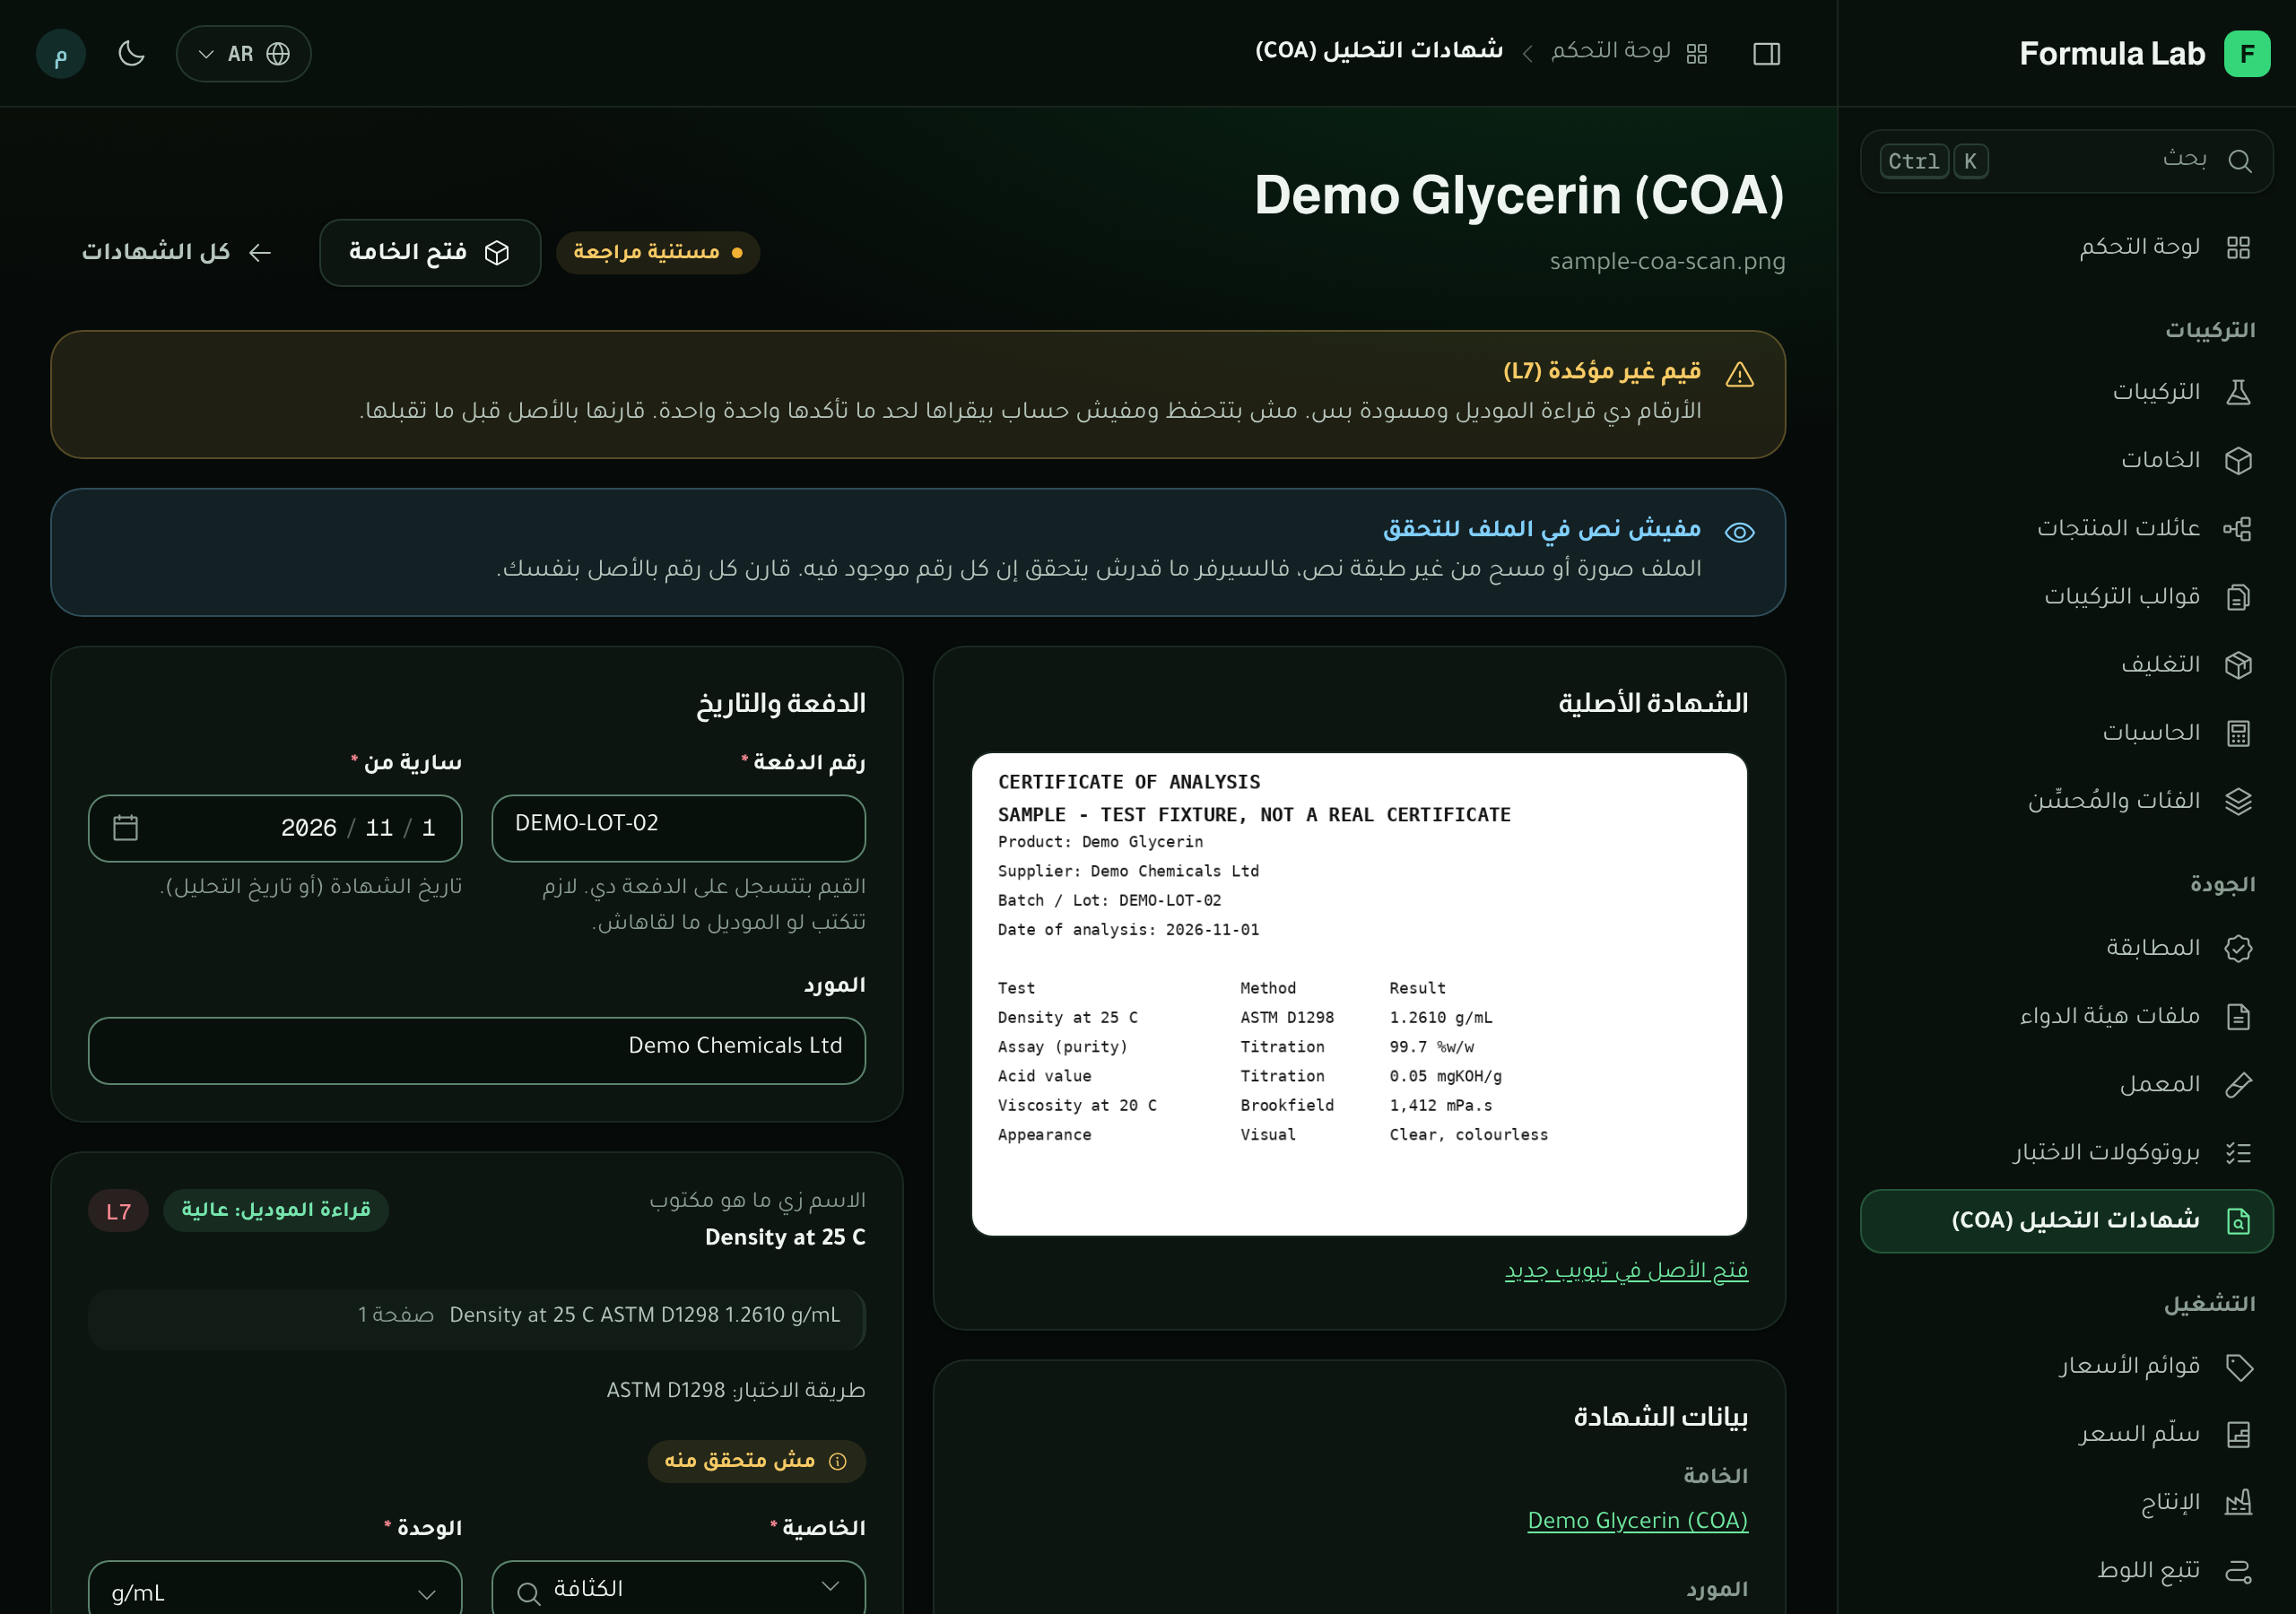 Formula Lab
F
بحث
Ctrl K
لوحة التحكم
التركيبات
التركيبات
الخامات
عائلات المنتجات
قوالب التركيبات
التغليف
الحاسبات
الفئات والمُحسِّن
الجودة
المطابقة
ملفات هيئة الدواء
المعمل
بروتوكولات الاختبار
شهادات التحليل (COA)
التشغيل
قوائم الأسعار
سلّم السعر
الإنتاج
تتبع اللوط
لوحة التحكم
شهادات التحليل (COA)
AR
م
Demo Glycerin (COA)
sample-coa-scan.png
مستنية مراجعة
فتح الخامة
كل الشهادات
قيم غير مؤكدة (L7)
الأرقام دي قراءة الموديل ومسودة بس. مش بتتحفظ ومفيش حساب بيقراها لحد ما تأكدها واحدة واحدة. قارنها بالأصل قبل ما تقبلها.
مفيش نص في الملف للتحقق
الملف صورة أو مسح من غير طبقة نص، فالسيرفر ما قدرش يتحقق إن كل رقم موجود فيه. قارن كل رقم بالأصل بنفسك.
الشهادة الأصلية
CERTIFICATE OF ANALYSIS
SAMPLE - TEST FIXTURE, NOT A REAL CERTIFICATE
Product: Demo Glycerin
Supplier: Demo Chemicals Ltd
Batch / Lot: DEMO-LOT-02
Date of analysis: 2026-11-01
Test Method Result
Density at 25 C ASTM D1298 1.2610 g/mL
Assay (purity) Titration 99.7 %w/w
Acid value Titration 0.05 mgKOH/g
Viscosity at 20 C Brookfield 1,412 mPa.s
Appearance Visual Clear, colourless
فتح الأصل في تبويب جديد
بيانات الشهادة
الخامة
Demo Glycerin (COA)
المورد
الدفعة والتاريخ
رقم الدفعة *
DEMO-LOT-02
القيم بتتسجل على الدفعة دي. لازم
تتكتب لو الموديل ما لقاهاش.
سارية من *
2026 / 11 / 1
تاريخ الشهادة (أو تاريخ التحليل).
المورد
Demo Chemicals Ltd
الاسم زي ما هو مكتوب
Density at 25 C
قراءة الموديل: عالية
L7
Density at 25 C ASTM D1298 1.2610 g/mL صفحة 1
طريقة الاختبار: ASTM D1298
مش متحقق منه
الخاصية *
الكثافة
الوحدة *
g/mL